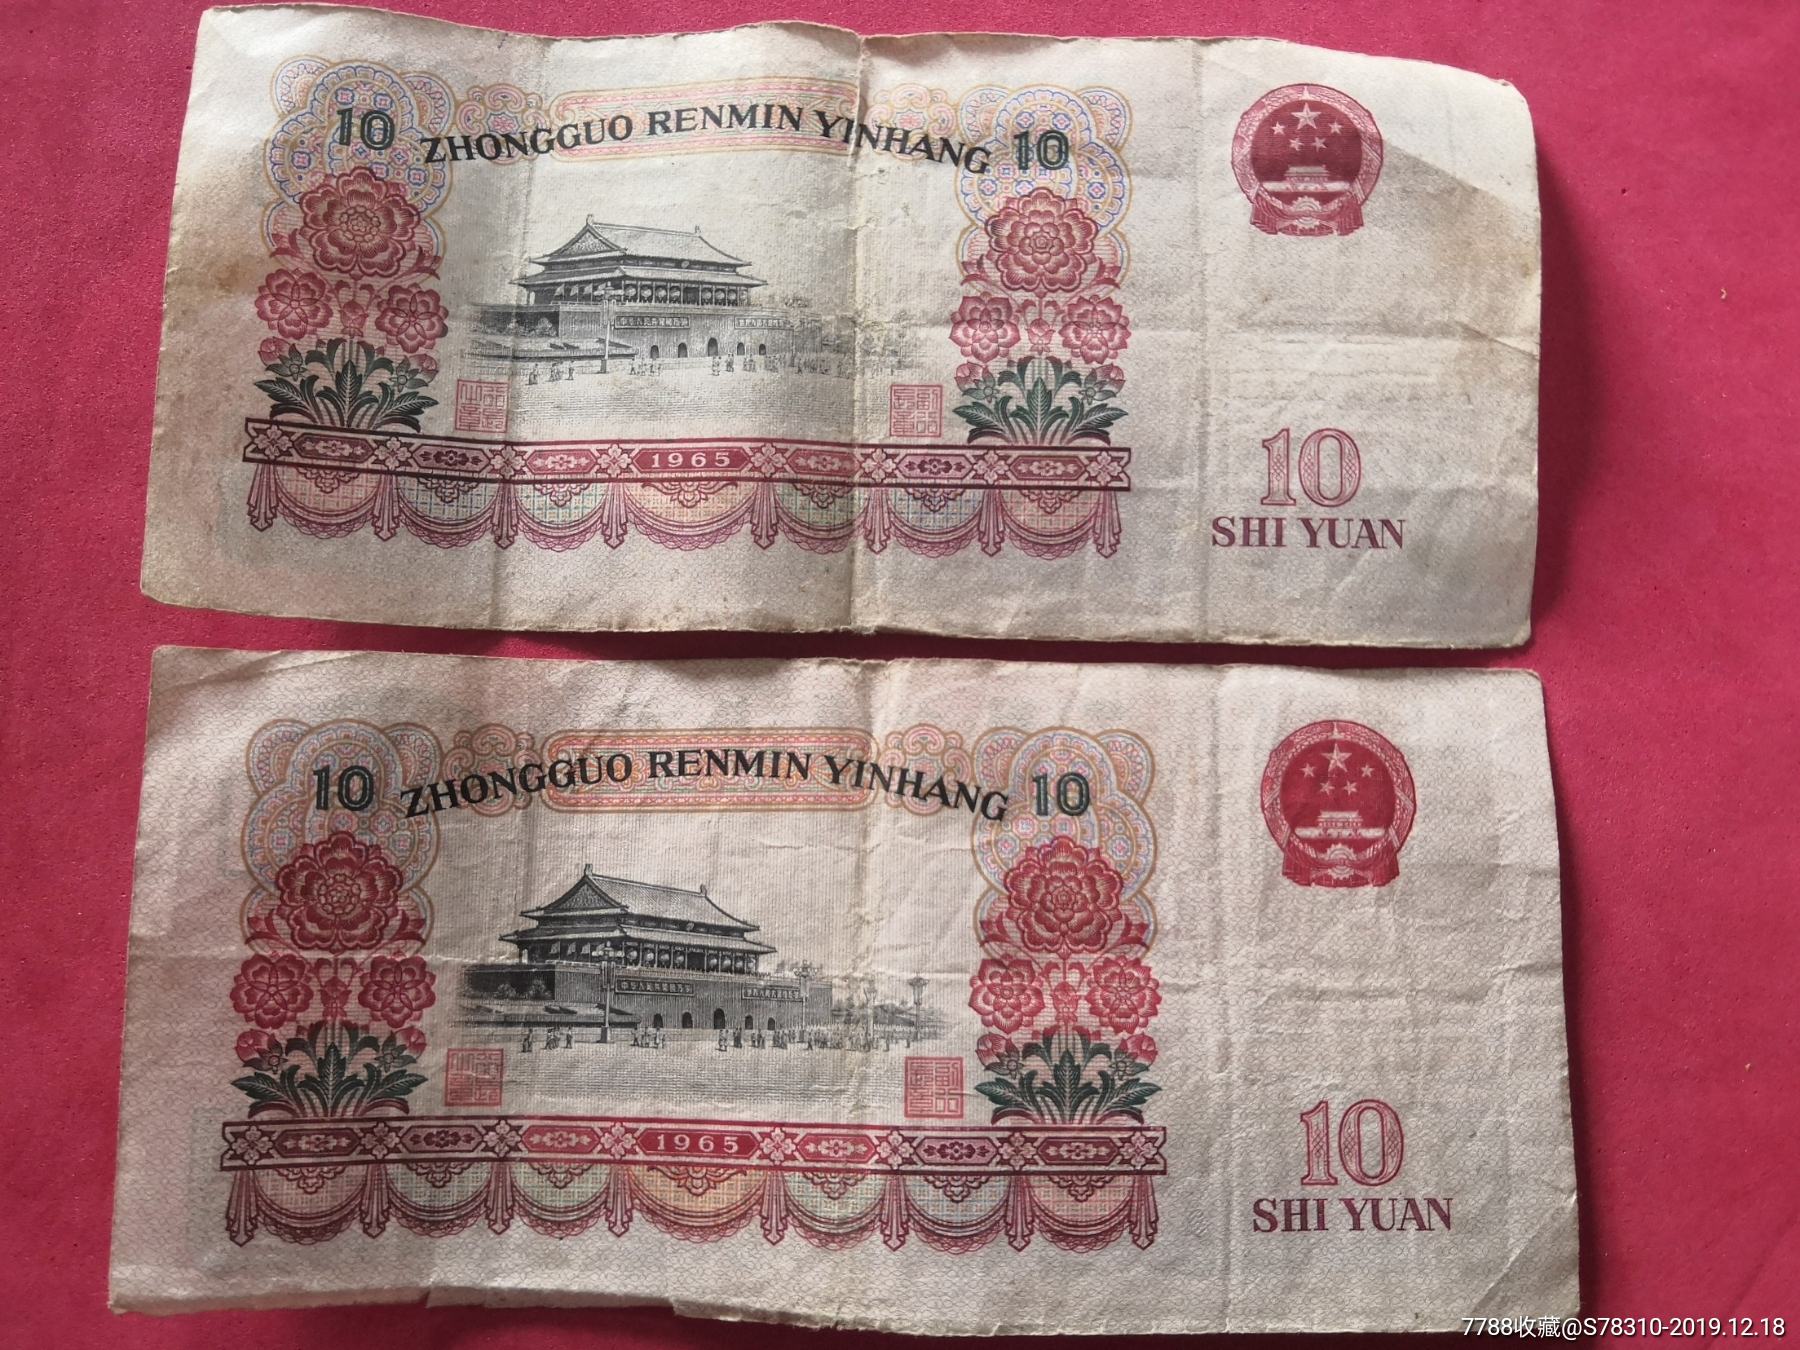 10 ZHONGGUO RENMIN YINHANG 10
1965
10
SHI YUAN
10 ZHONGGUO RENMIN YINHANG 10
1965
10
SHI YUAN
7788收藏@S78310-2019.12.18